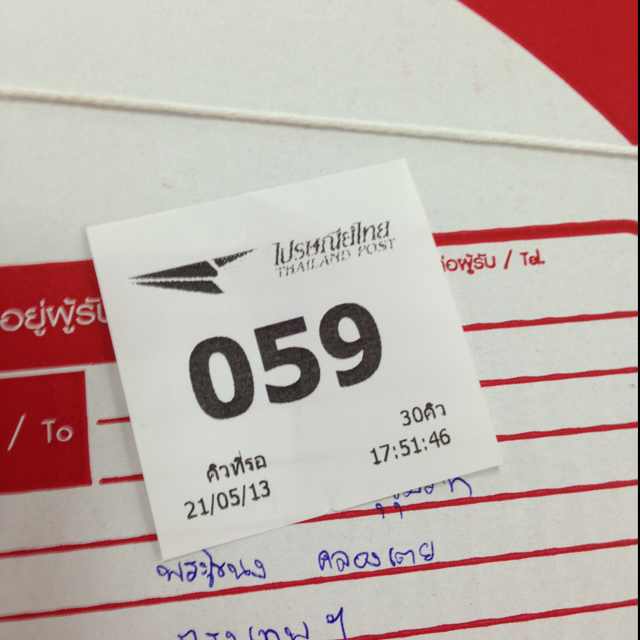 ไปรษณีย์ไทย
THAILAND POST
059
คิวที่รอ 30คิว
21/05/13 17:51:46
อยู่ผู้รับ
ต่อผู้รับ / Tel.
/ To
คลองเตย